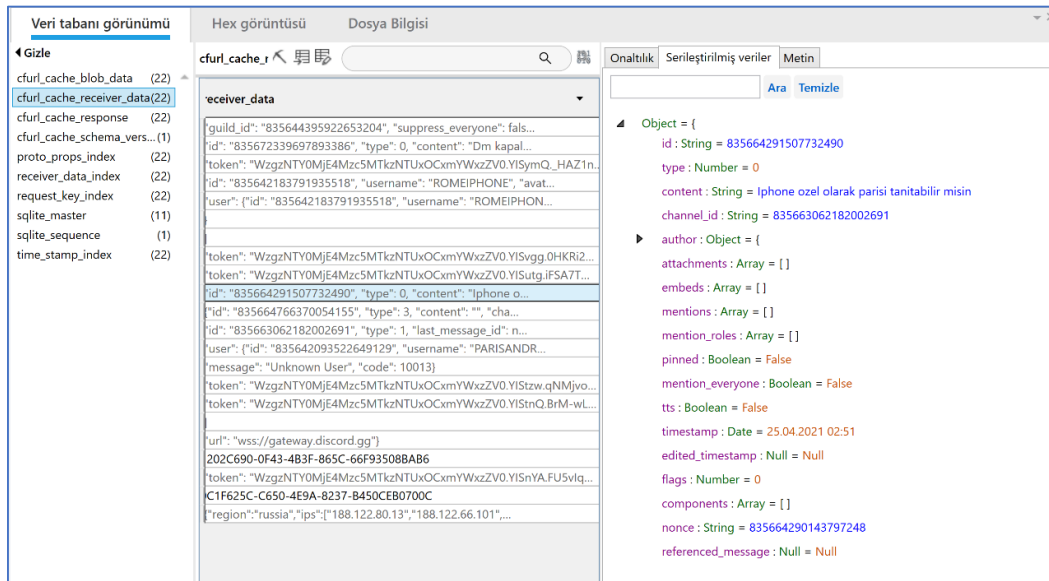 Veri tabanı görünümü
Hex görüntüsü
Dosya Bilgisi
Gizle
cfurl_cache_blob_data (22)
cfurl_cache_receiver_data(22)
cfurl_cache_response (22)
cfurl_cache_schema_vers... (1)
proto_props_index (22)
receiver_data_index (22)
request_key_index (22)
sqlite_master (11)
sqlite_sequence (1)
time_stamp_index (22)
cfurl_cache_r
receiver_data
"guild_id": "835644395922653204", "suppress_everyone": fals...
"id": "835672339697893386", "type": 0, "content": "Dm kapal...
"token": "WzgzNTY0MjE4Mzc5MTkzNTUxOCxmYWxzZV0.YISymQ._HAZ1n...
"id": "835642183791935518", "username": "ROMEIPHONE", "avat...
"user": {"id": "835642183791935518", "username": "ROMEIPHON...
}
]
"token": "WzgzNTY0MjE4Mzc5MTkzNTUxOCxmYWxzZV0.YISvgg.0HKRi2...
"token": "WzgzNTY0MjE4Mzc5MTkzNTUxOCxmYWxzZV0.YISutg.iFSA7T...
"id": "835664291507732490", "type": 0, "content": "Iphone o...
[{"id": "835664766370054155", "type": 3, "content": "", "cha...
"id": "835663062182002691", "type": 1, "last_message_id": n...
"user": {"id": "835642093522649129", "username": "PARISANDR...
"message": "Unknown User", "code": 10013}
"token": "WzgzNTY0MjE4Mzc5MTkzNTUxOCxmYWxzZV0.YIStzw.qNMjvo...
"token": "WzgzNTY0MjE4Mzc5MTkzNTUxOCxmYWxzZV0.YIStnQ.BrM-wL...
]
"url": "wss://gateway.discord.gg"}
202C690-0F43-4B3F-865C-66F93508BAB6
"token": "WzgzNTY0MjE4Mzc5MTkzNTUxOCxmYWxzZV0.YISnYA.FU5vIq...
C1F625C-C650-4E9A-8237-B450CEB0700C
{"region":"russia","ips":["188.122.80.13","188.122.66.101",...
Onaltılık
Serileştirilmiş veriler
Metin
Ara
Temizle
Object = {
id : String = 835664291507732490
type : Number = 0
content : String = Iphone ozel olarak parisi tanitabilir misin
channel_id : String = 835663062182002691
author : Object = {
attachments : Array = [ ]
embeds : Array = [ ]
mentions : Array = [ ]
mention_roles : Array = [ ]
pinned : Boolean = False
mention_everyone : Boolean = False
tts : Boolean = False
timestamp : Date = 25.04.2021 02:51
edited_timestamp : Null = Null
flags : Number = 0
components : Array = [ ]
nonce : String = 835664290143797248
referenced_message : Null = Null